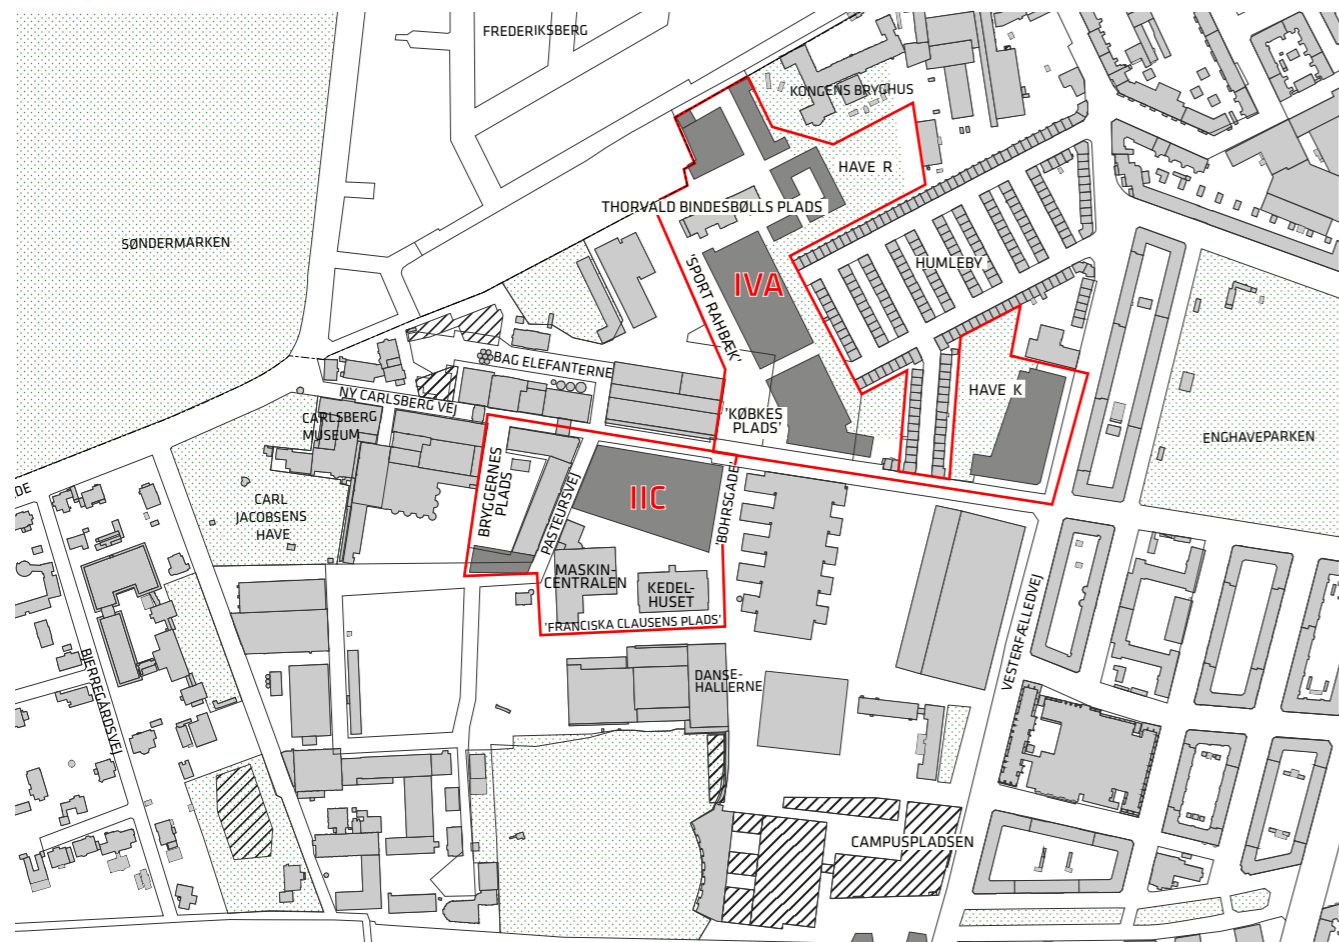 FREDERIKSBERG
KONGENS BRYGHUS
HAVE R
THORVALD BINDESBØLLS PLADS
SØNDERMARKEN
HUMLEBY
'SPORT RAHBÆK'
IVA
BAG ELEFANTERNE
NY CARLSBERG VEJ
HAVE K
CARLSBERG
MUSEUM
'KØBKES
PLADS'
ENGHAVEPARKEN
BRYGGERNES
PLADS
PASTEURSVEJ
IIC
'BOHRSGADE'
DE
CARL
JACOBSENS
HAVE
MASKIN-
CENTRALEN
KEDEL-
HUSET
'FRANCISKA CLAUSENS PLADS'
BJERREGÅRDSVEJ
DANSE-
HALLERNE
VESTERFÆLLEDVEJ
CAMPUSPLADSEN